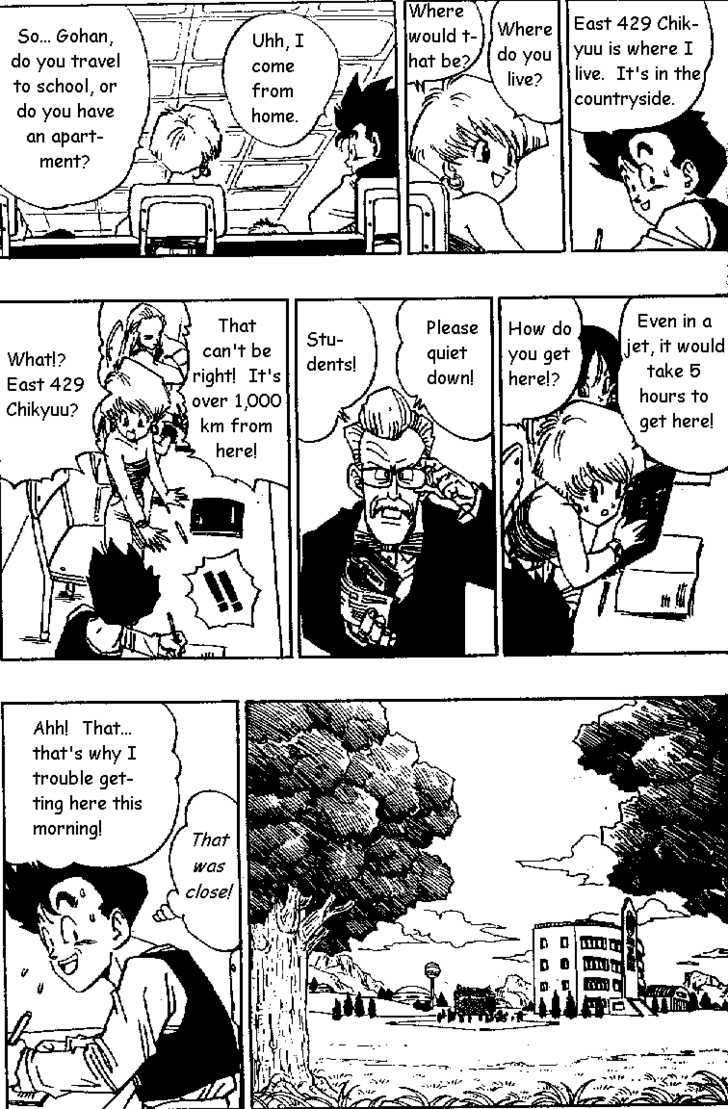 So... Gohan,
do you travel
to school, or
do you have
an apart-
ment?
Uhh, I
come
from
home.
Where
would t-
hat be?
Where
do you
live?
East 429 Chik-
yuu is where I
live. It's in the
countryside.
What!?
East 429
Chikyuu?
That
can't be
right! It's
over 1,000
km from
here!
!!
Stu-
dents!
Please
quiet
down!
How do
you get
here!?
Even in a
jet, it would
take 5
hours to
get here!
Ahh! That...
that's why I
trouble get-
ting here this
morning!
That
was
close!